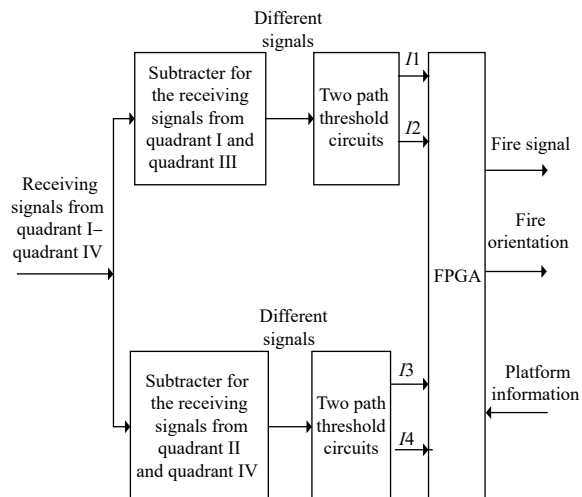 Different
signals
Subtracter for
the receiving
signals from
quadrant I and
quadrant III
Two path
threshold
circuits
I1
I2
Receiving
signals from
quadrant I–
quadrant IV
FPGA
Fire signal
Fire
orientation
Platform
information
Different
signals
Subtracter for
the receiving
signals from
quadrant II
and quadrant IV
Two path
threshold
circuits
I3
I4